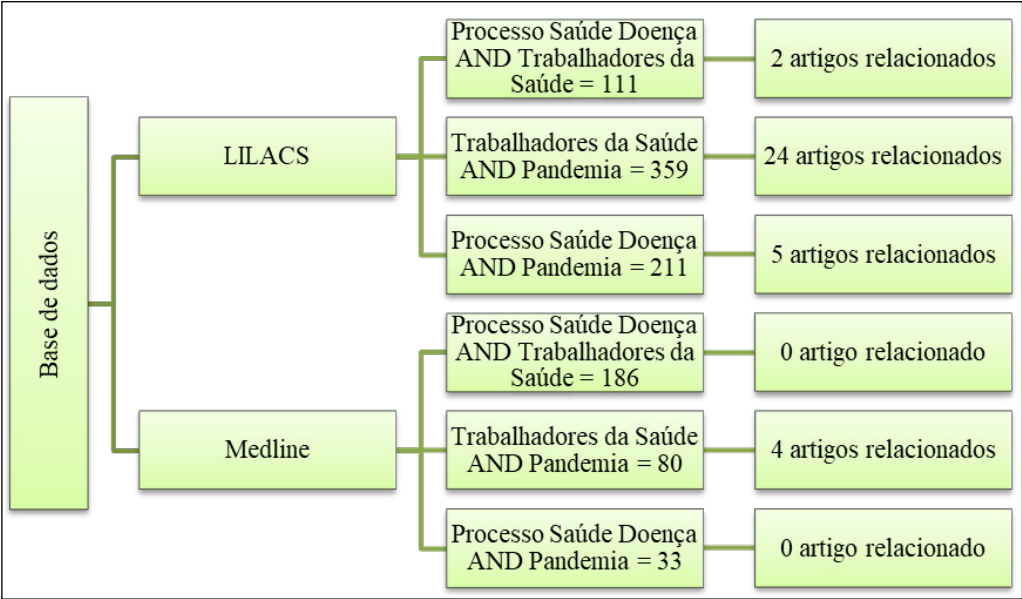 Base de dados
LILACS
Processo Saúde Doença
AND Trabalhadores da
Saúde = 111
2 artigos relacionados
Trabalhadores da Saúde
AND Pandemia = 359
24 artigos relacionados
Processo Saúde Doença
AND Pandemia = 211
5 artigos relacionados
Medline
Processo Saúde Doença
AND Trabalhadores da
Saúde = 186
0 artigo relacionado
Trabalhadores da Saúde
AND Pandemia = 80
4 artigos relacionados
Processo Saúde Doença
AND Pandemia = 33
0 artigo relacionado